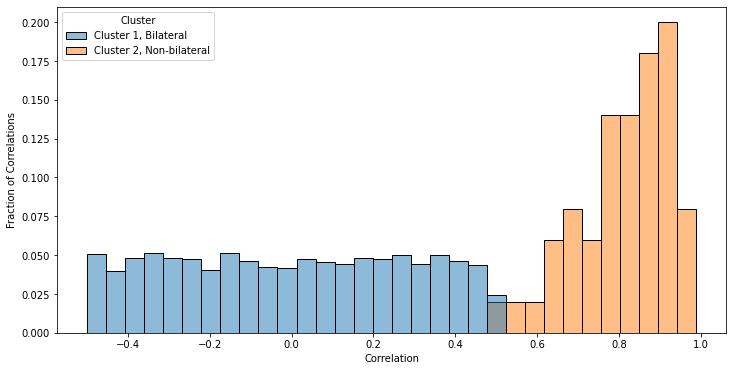 Cluster
Cluster 1, Bilateral
Cluster 2, Non-bilateral
Fraction of Correlations
0.200
0.175
0.150
0.125
0.100
0.075
0.050
0.025
0.000
−0.4 −0.2 0.0 0.2 0.4 0.6 0.8 1.0
Correlation